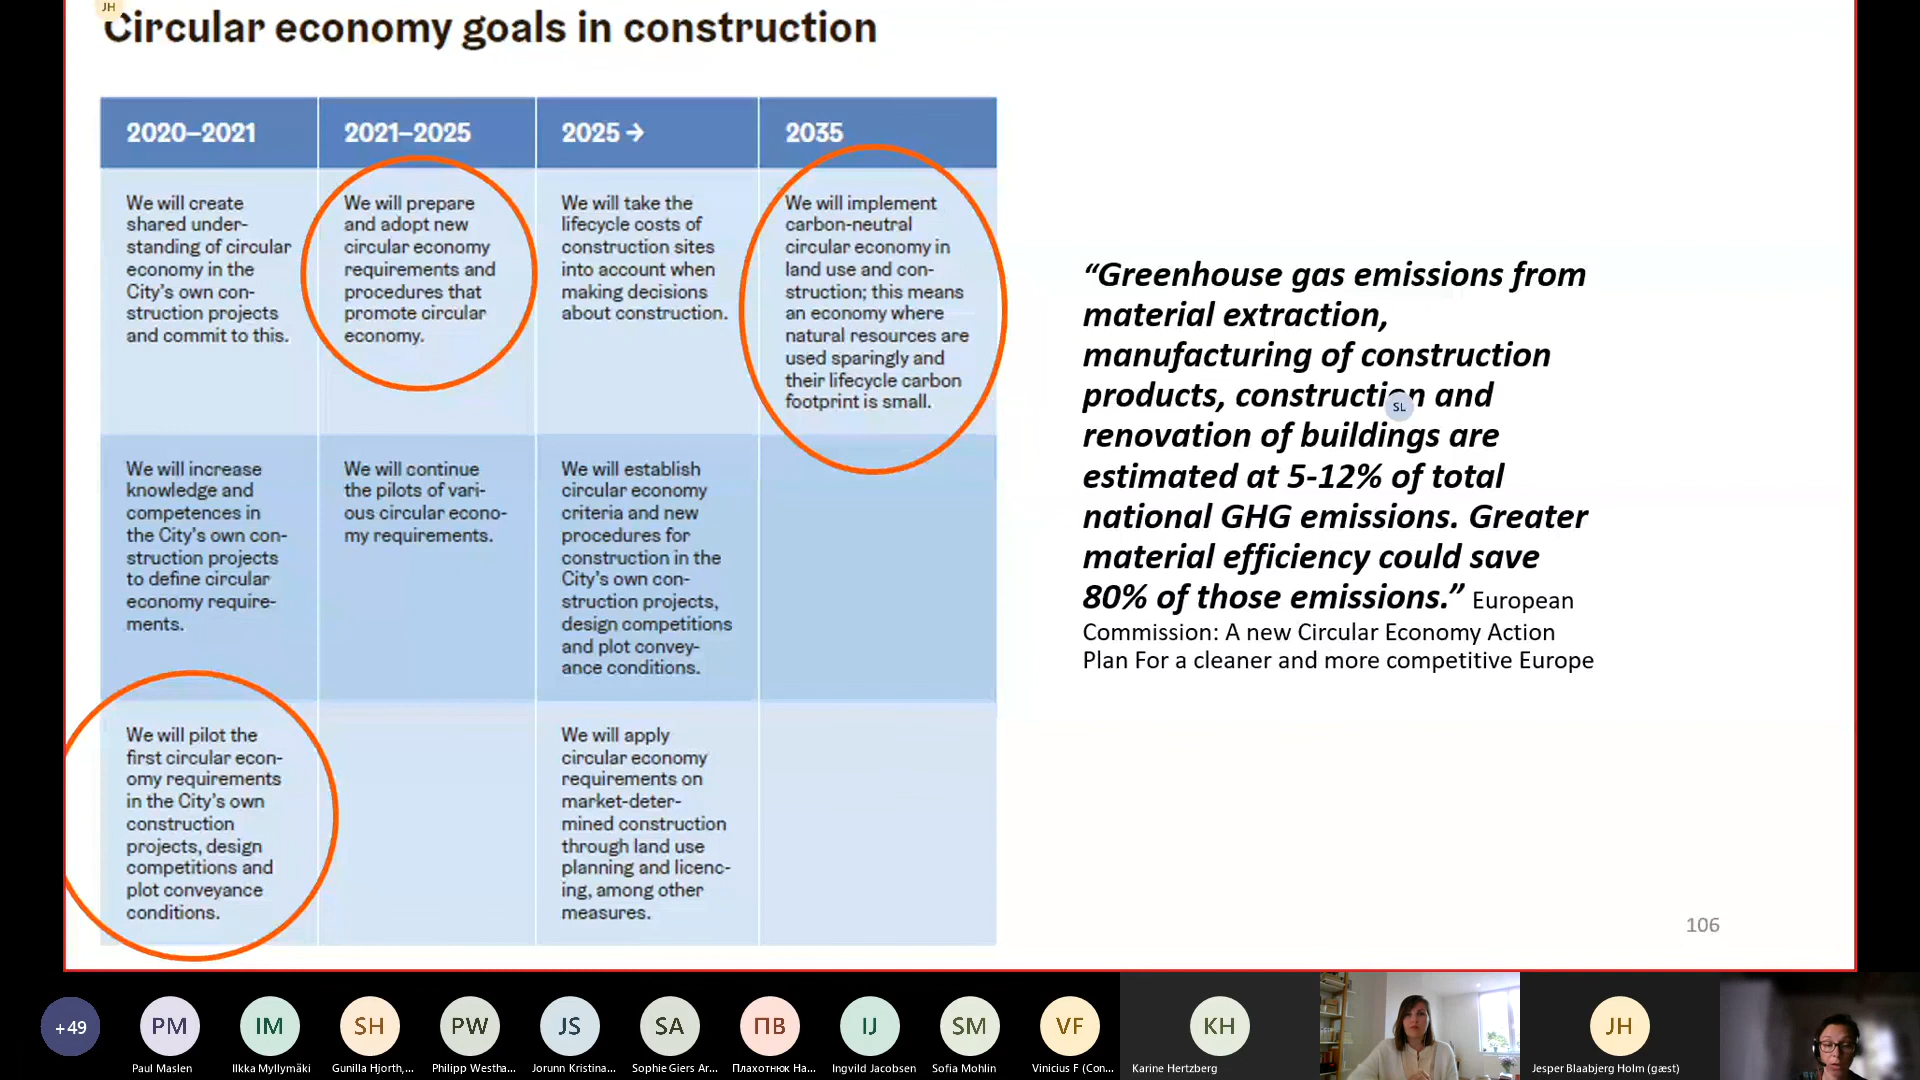 JH
Circular economy goals in construction
2020–2021
We will create
shared under-
standing of circular
economy in the
City's own con-
struction projects
and commit to this.
We will increase
knowledge and
competences in
the City's own con-
struction projects
to define circular
economy require-
ments.
We will pilot the
first circular econ-
omy requirements
in the City's own
construction
projects, design
competitions and
plot conveyance
conditions.
2021–2025
We will prepare
and adopt new
circular economy
requirements and
procedures that
promote circular
economy.
We will continue
the pilots of vari-
ous circular econo-
my requirements.
2025 →
We will take the
lifecycle costs of
construction sites
into account when
making decisions
about construction.
We will establish
circular economy
criteria and new
procedures for
construction in the
City's own con-
struction projects,
design competitions
and plot convey-
ance conditions.
We will apply
circular economy
requirements on
market-deter-
mined construction
through land use
planning and licenc-
ing, among other
measures.
2035
We will implement
carbon-neutral
circular economy in
land use and con-
struction; this means
an economy where
natural resources are
used sparingly and
their lifecycle carbon
footprint is small.
“Greenhouse gas emissions from
material extraction,
manufacturing of construction
products, construction and
SL
renovation of buildings are
estimated at 5-12% of total
national GHG emissions. Greater
material efficiency could save
80% of those emissions.” European
Commission: A new Circular Economy Action
Plan For a cleaner and more competitive Europe
106
+49
PM
IM
SH
PW
JS
SA
ПВ
IJ
SM
VF
KH
JH
Paul Maslen
Ilkka Myllymäki
Gunilla Hjorth,...
Philipp Westha...
Jorunn Kristina...
Sophie Giers Ar...
Плахотнюк На...
Ingvild Jacobsen
Sofia Mohlin
Vinicius F (Con...
Karine Hertzberg
Jesper Blaabjerg Holm (gæst)